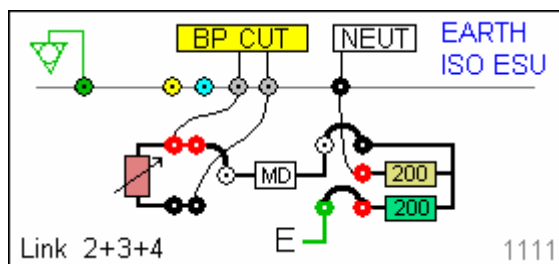 BP CUT NEUT EARTH
ISO ESU
MD
200
200
E
Link 2+3+4 1111